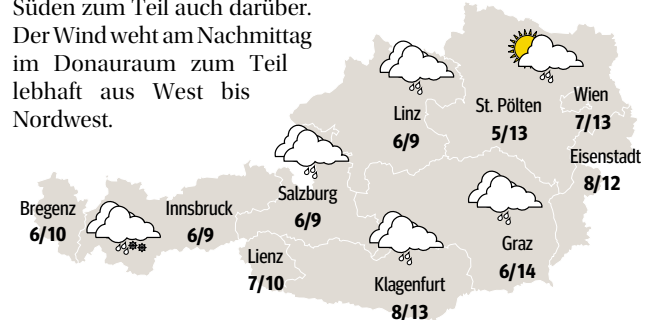 Süden zum Teil auch darüber.
Der Wind weht am Nachmittag
im Donauraum zum Teil
lebhaft aus West bis
Nordwest.
Linz
6/9
St. Pölten
5/13
Wien
7/13
Eisenstadt
8/12
Bregenz
6/10
Innsbruck
6/9
Salzburg
6/9
Lienz
7/10
Klagenfurt
8/13
Graz
6/14